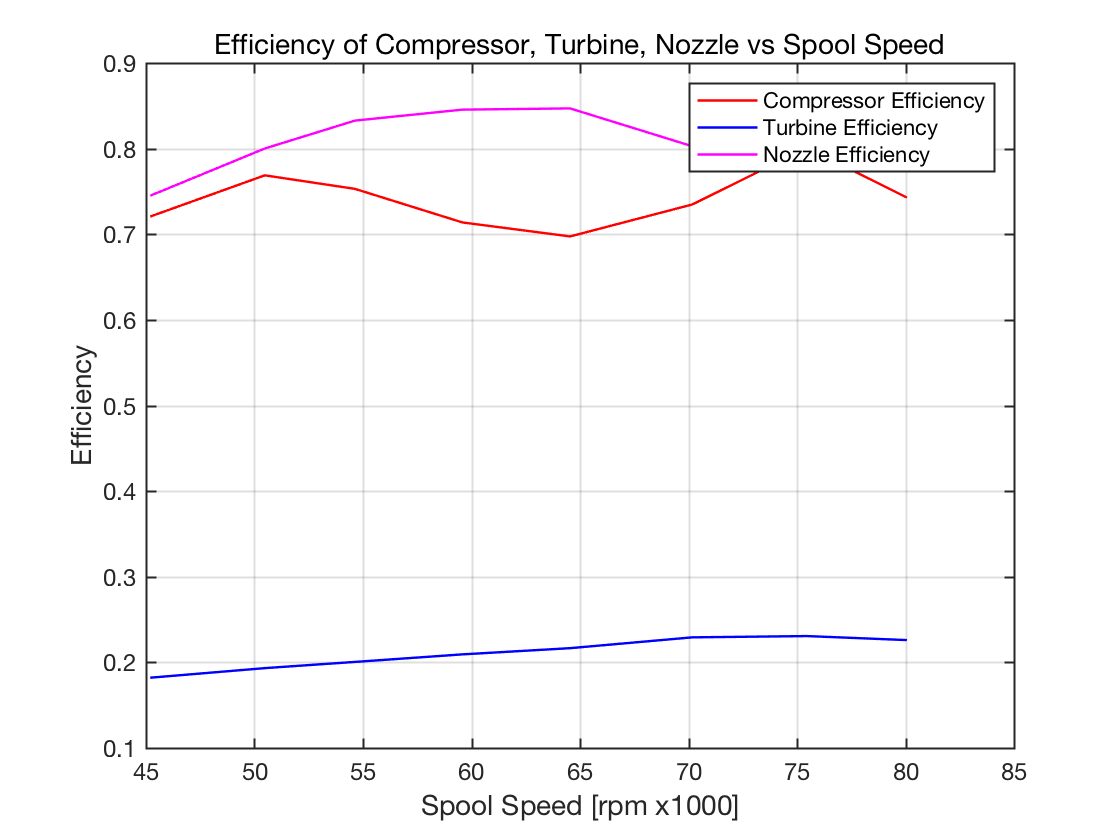 Efficiency of Compressor, Turbine, Nozzle vs Spool Speed
0.9
0.8
0.7
0.6
0.5
0.4
0.3
0.2
0.1
Efficiency
Compressor Efficiency
Turbine Efficiency
Nozzle Efficiency
45 50 55 60 65 70 75 80 85
Spool Speed [rpm x1000]